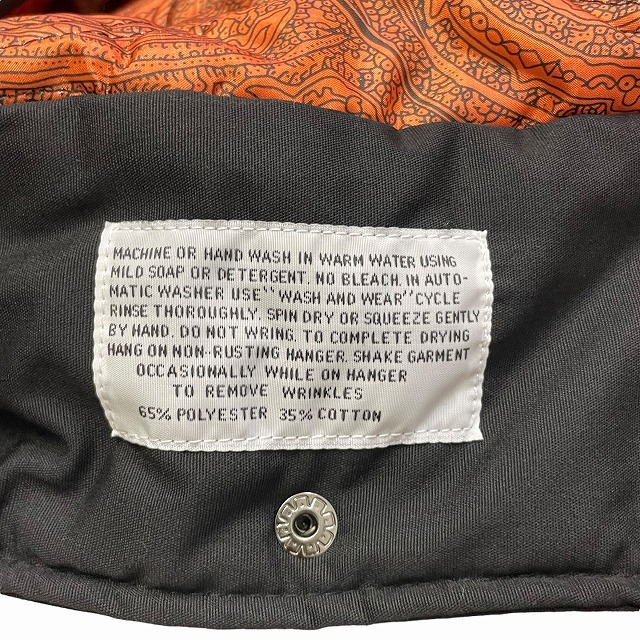 MACHINE OR HAND WASH IN WARM WATER USING
MILD SOAP OR DETERGENT. NO BLEACH. IN AUTO-
MATIC WASHER USE "WASH AND WEAR" CYCLE
RINSE THOROUGHLY. SPIN DRY OR SQUEEZE GENTLY
BY HAND. DO NOT WRING. TO COMPLETE DRYING
HANG ON NON-RUSTING HANGER. SHAKE GARMENT
OCCASIONALLY WHILE ON HANGER
TO REMOVE WRINKLES
65% POLYESTER 35% COTTON